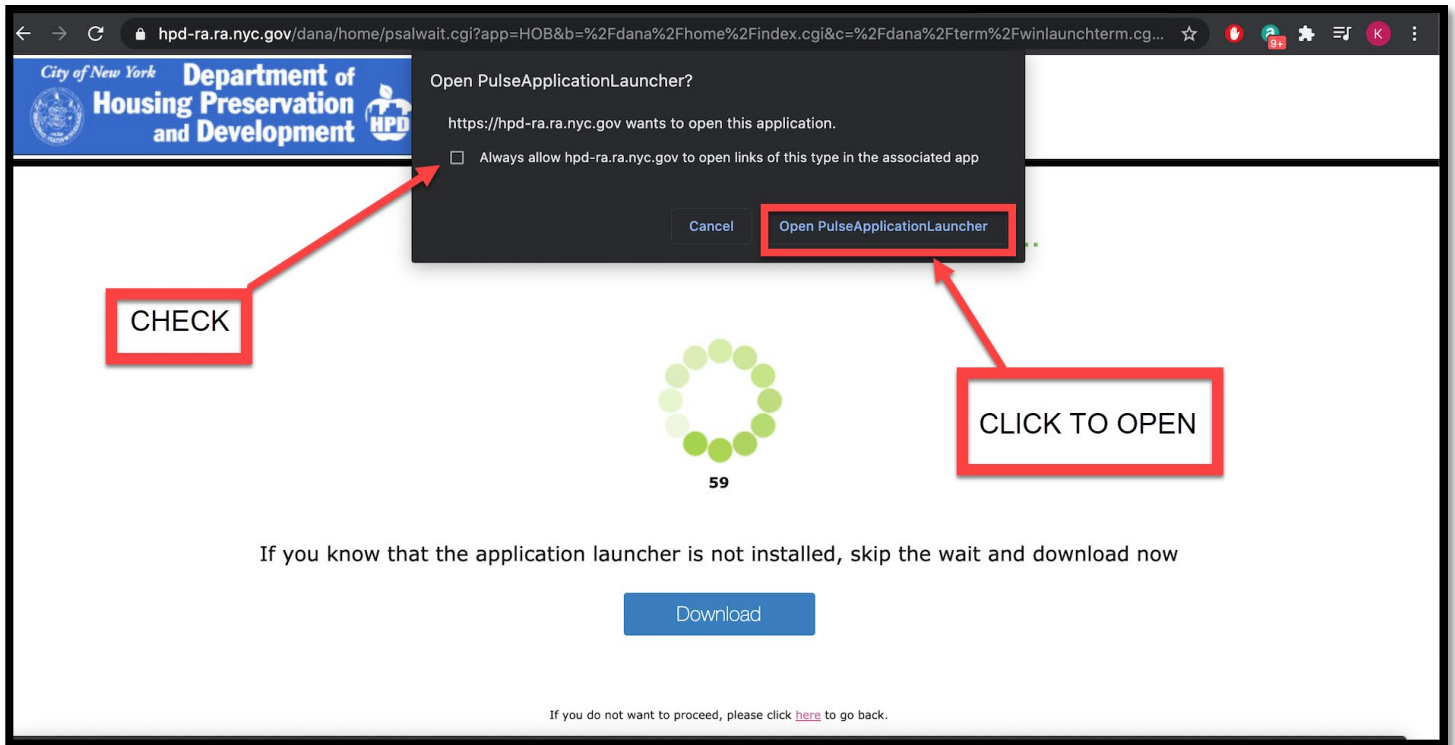 hpd-ra.ra.nyc.gov/dana/home/psalwait.cgi?app=HOB&b=%2Fdana%2Fhome%2Findex.cgi&c=%2Fdana%2Fterm%2Fwinlaunchterm.cg...
9+
K
City of New York Department of
Housing Preservation
and Development
HPD
Open PulseApplicationLauncher?
https://hpd-ra.ra.nyc.gov wants to open this application.
Always allow hpd-ra.ra.nyc.gov to open links of this type in the associated app
Cancel
Open PulseApplicationLauncher
CHECK
CLICK TO OPEN
59
If you know that the application launcher is not installed, skip the wait and download now
Download
If you do not want to proceed, please click here to go back.